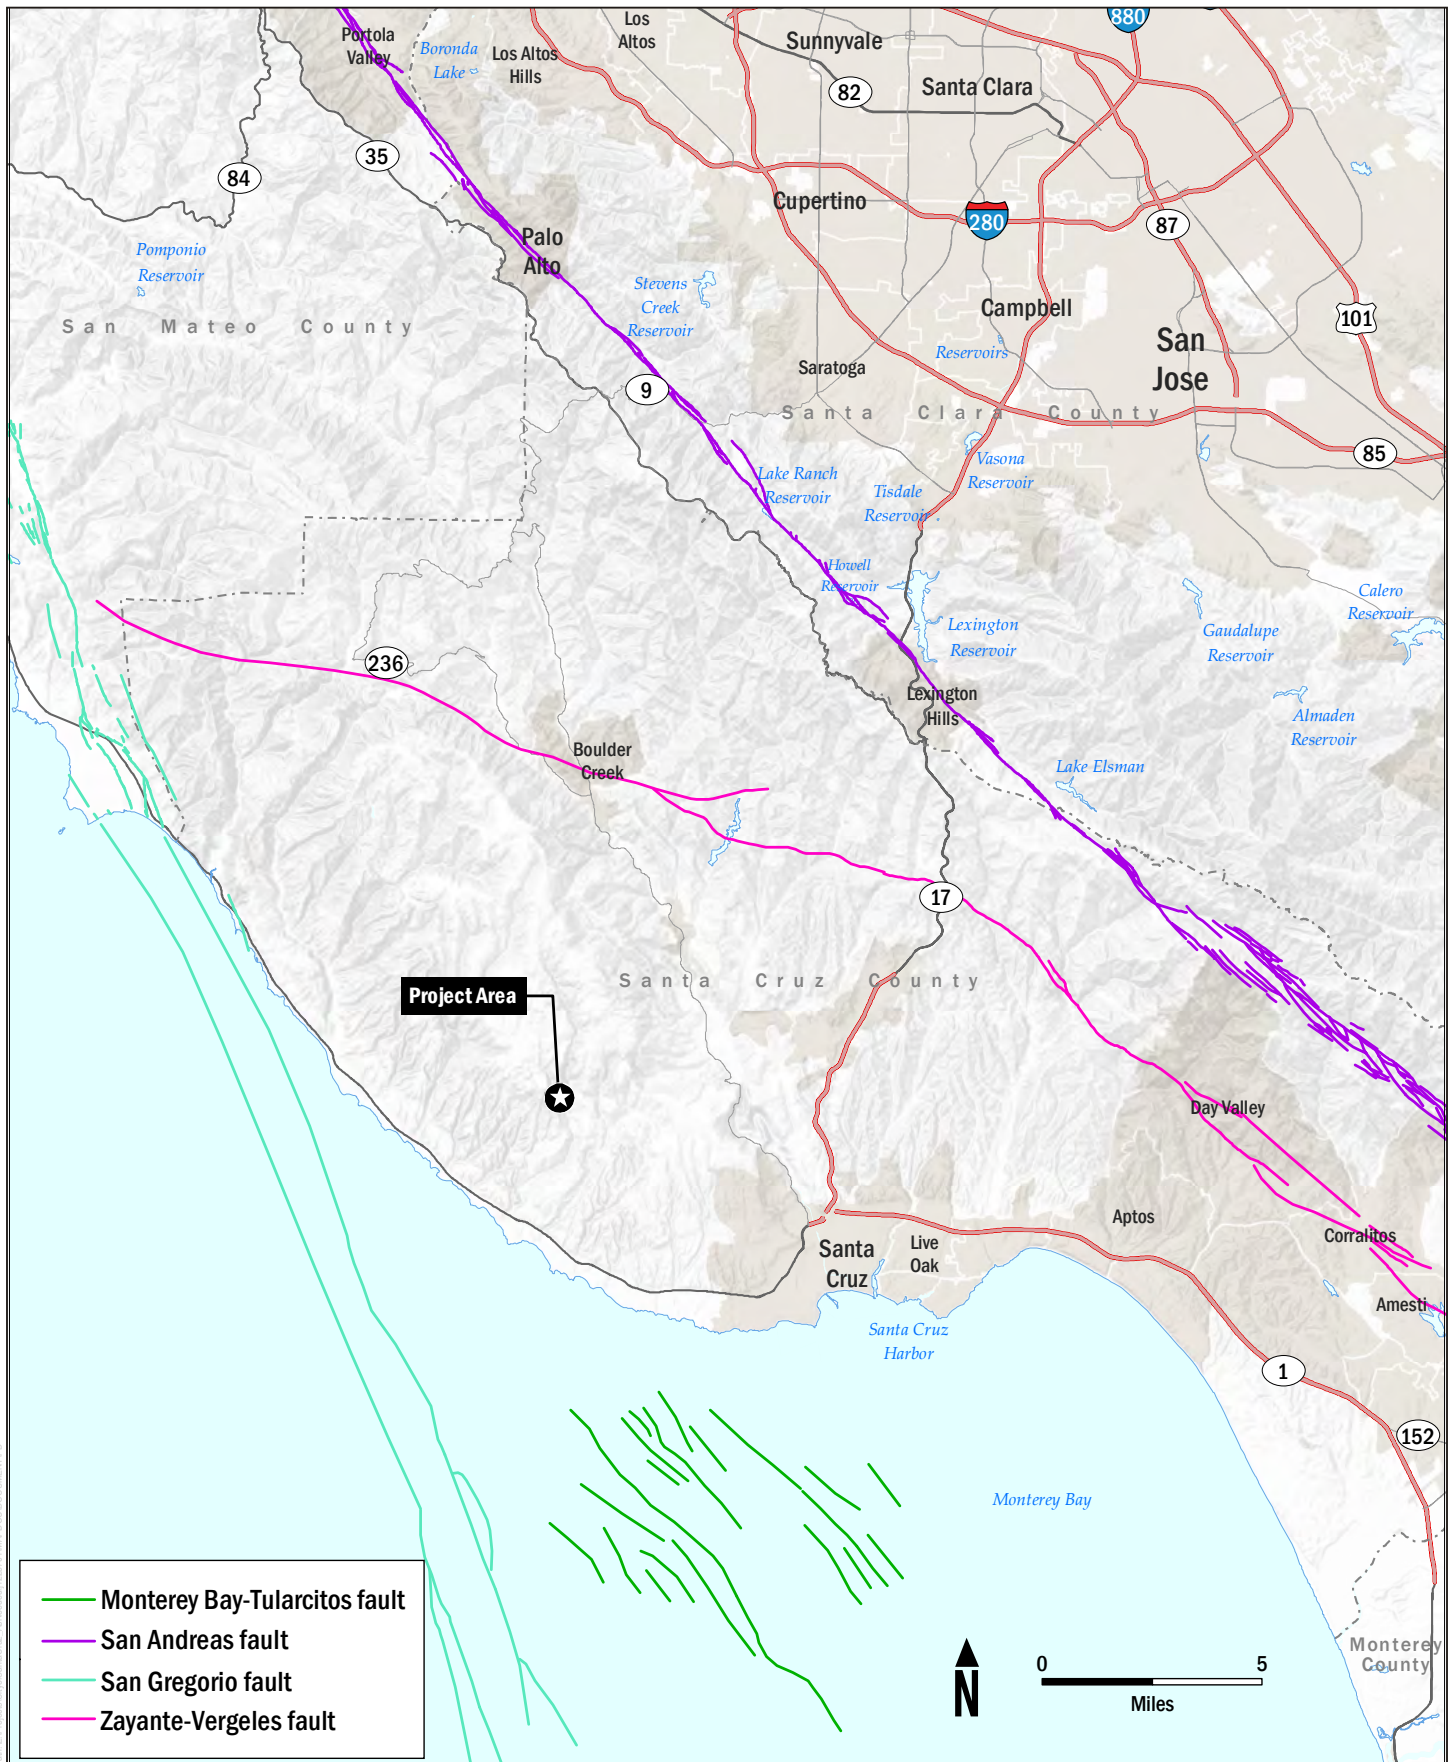 880
Portola
Valley
Boronda
Lake
Los Altos
Hills
Los
Altos
Sunnyvale
82
Santa Clara
84
35
Cupertino
280
87
Palo
Alto
Pomponio
Reservoir
Stevens
Creek
Reservoir
San Mateo County
Campbell
101
San
Jose
Reservoirs
Saratoga
9
Santa Clara County
85
Vasona
Reservoir
Lake Ranch
Reservoir
Tisdale
Reservoir
Howell
Reservoir
Calero
Reservoir
Lexington
Reservoir
Gaudalupe
Reservoir
236
Lexington
Hills
Almaden
Reservoir
Boulder
Creek
Lake Elsman
17
Santa Cruz County
Project Area
Day Valley
Aptos
Corralitos
Santa
Cruz
Live
Oak
Amesti
Santa Cruz
Harbor
1
152
Monterey Bay
Monterey
County
Monterey Bay-Tularcitos fault
San Andreas fault
San Gregorio fault
Zayante-Vergeles fault
N
0 5
Miles